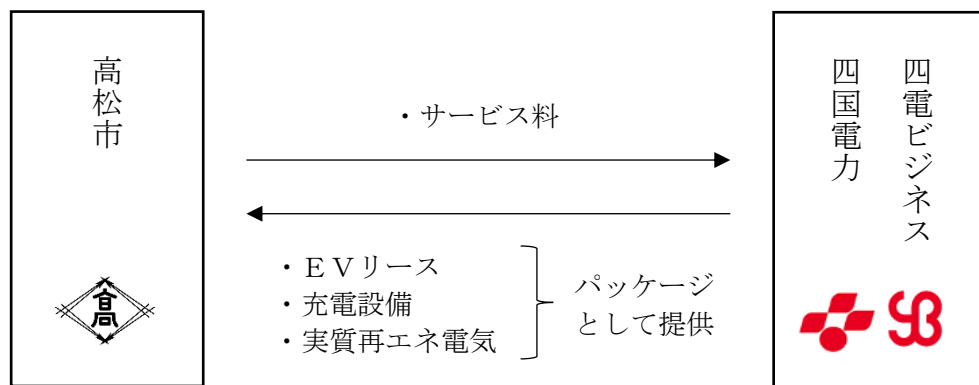 高松市
・サービス料
・ＥＶリース
・充電設備
・実質再エネ電気
パッケージ
として提供
四電ビジネス
四国電力
髙